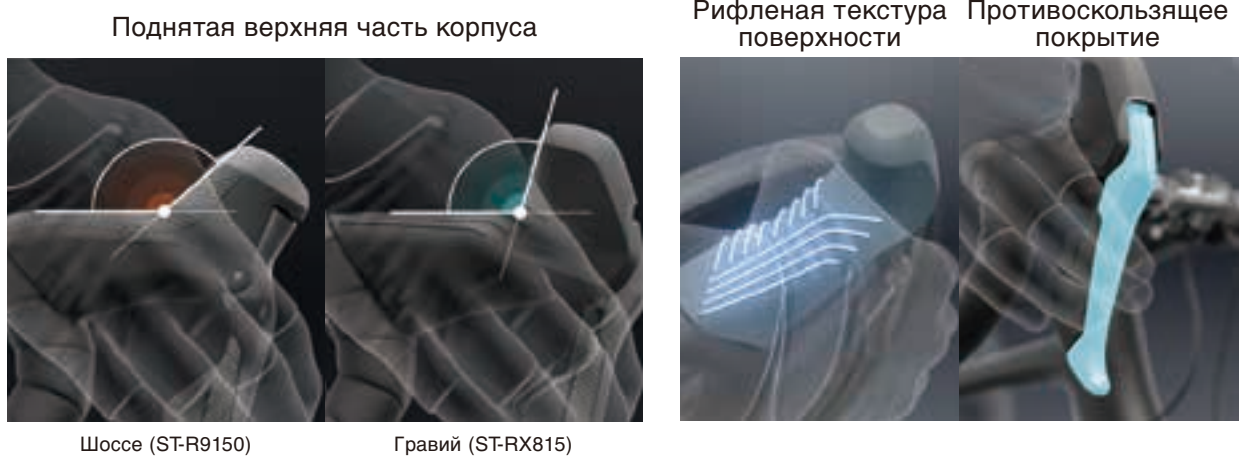 Поднятая верхняя часть корпуса
Рифленая текстура
поверхности
Противоскользящее
покрытие
Шоссе (ST-R9150)
Гравий (ST-RX815)